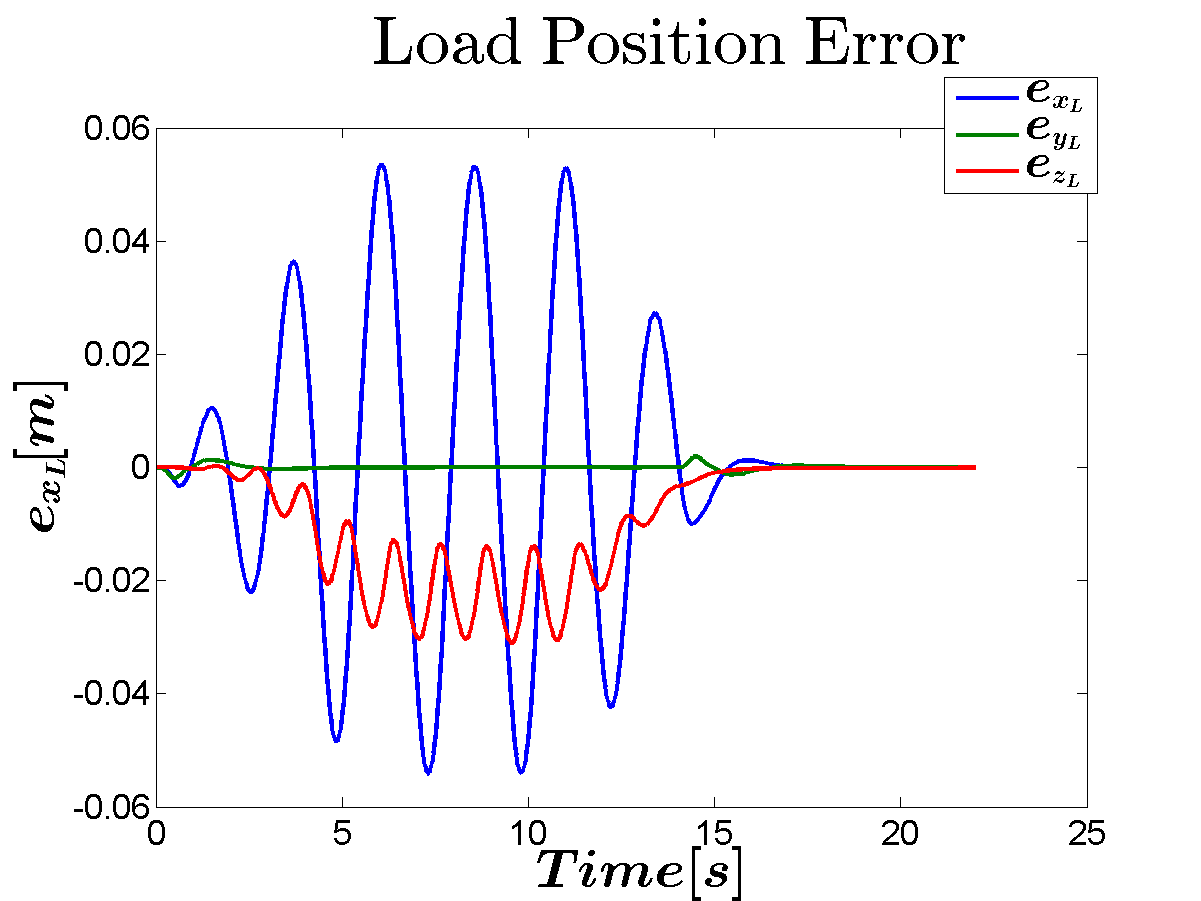 Load Position Error
e_{x_L}
e_{y_L}
e_{z_L}
0.06
0.04
0.02
0
-0.02
-0.04
-0.06
e_{x_L}[m]
0 5 10 15 20 25
Time[s]